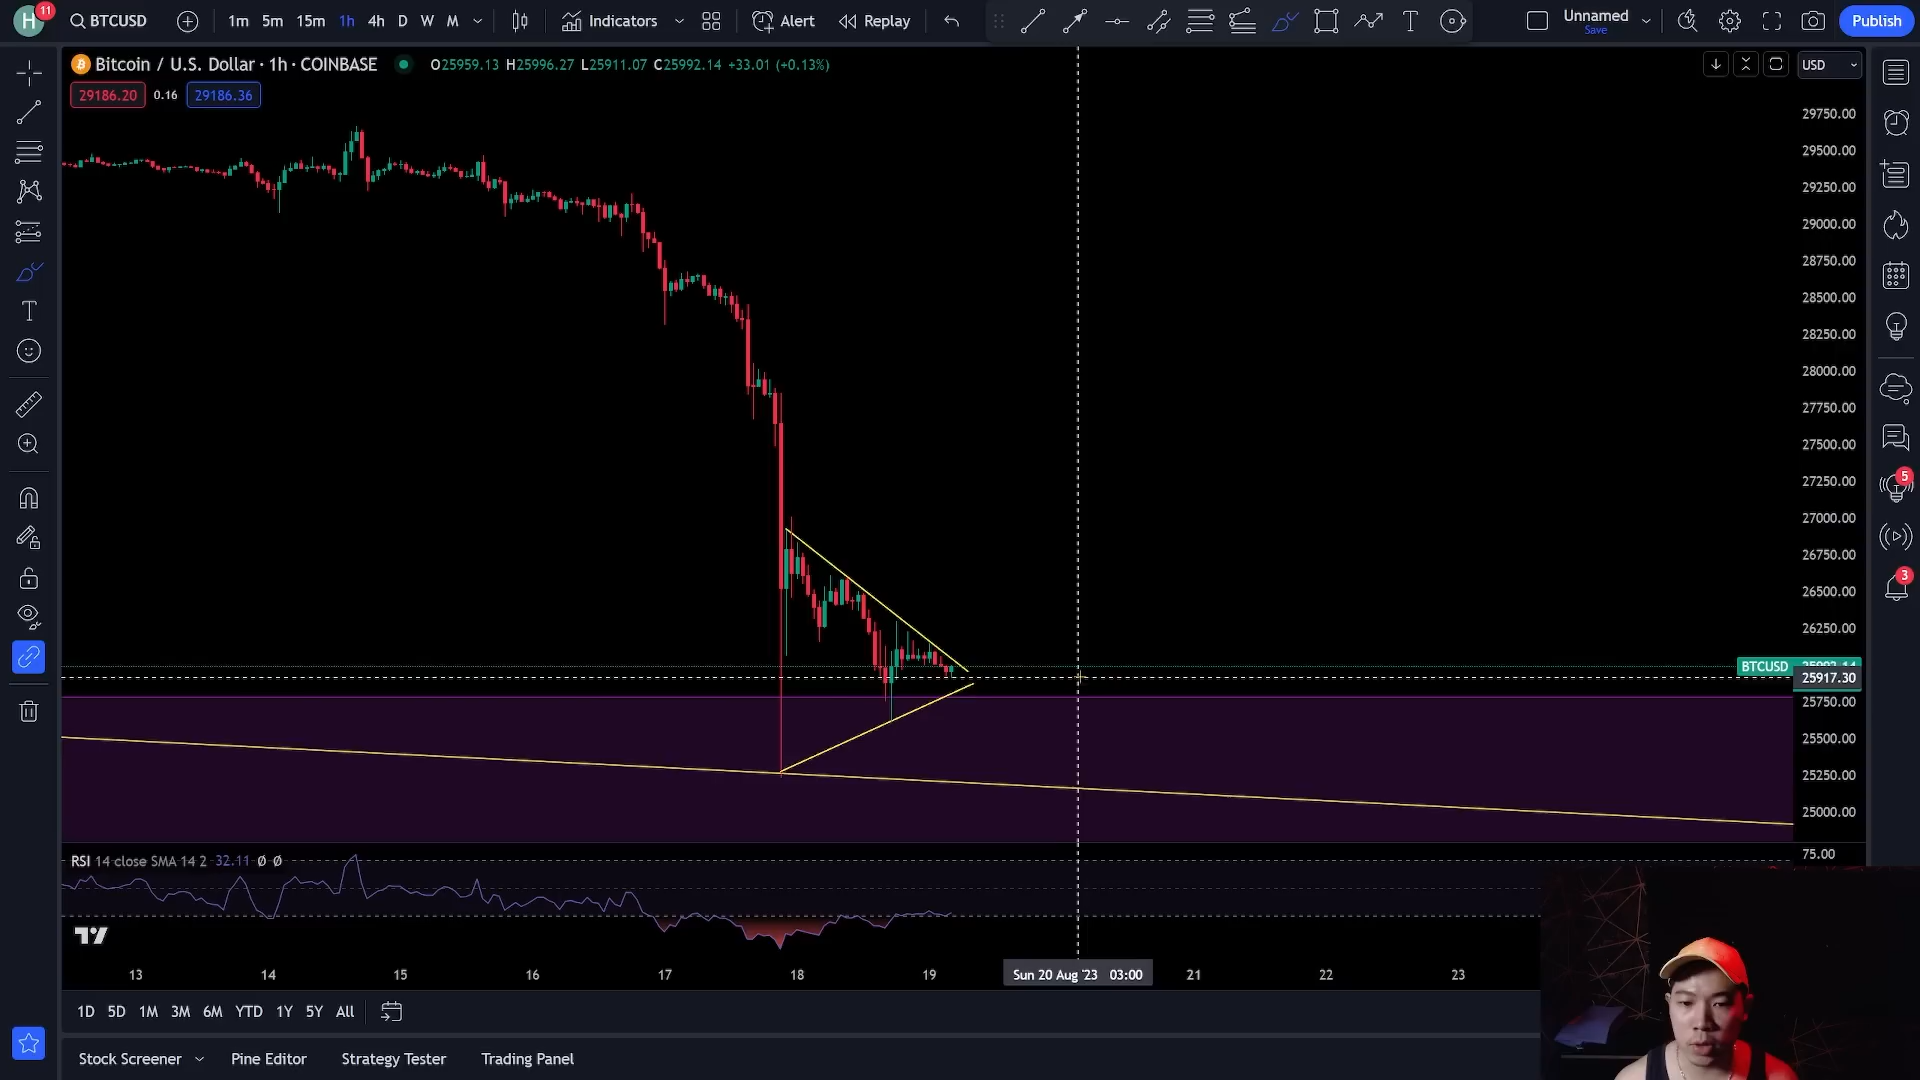 H 11 BTCUSD 1m 5m 15m 1h 4h D W M Indicators Alert Replay T Unnamed Save Publish
Bitcoin / U.S. Dollar · 1h · COINBASE O25959.13 H25996.27 L25911.07 C25992.14 +33.01 (+0.13%) USD
29186.20 0.16 29186.36
29750.00
29500.00
29250.00
29000.00
28750.00
28500.00
28250.00
28000.00
27750.00
27500.00
27250.00
27000.00
26750.00
26500.00
26250.00
BTCUSD
25917.30
25750.00
25500.00
25250.00
25000.00
75.00
5
3
RSI 14 close SMA 14 2 32.11 Ø Ø
13 14 15 16 17 18 19 Sun 20 Aug '23 03:00 21 22 23
1D 5D 1M 3M 6M YTD 1Y 5Y All
Stock Screener Pine Editor Strategy Tester Trading Panel